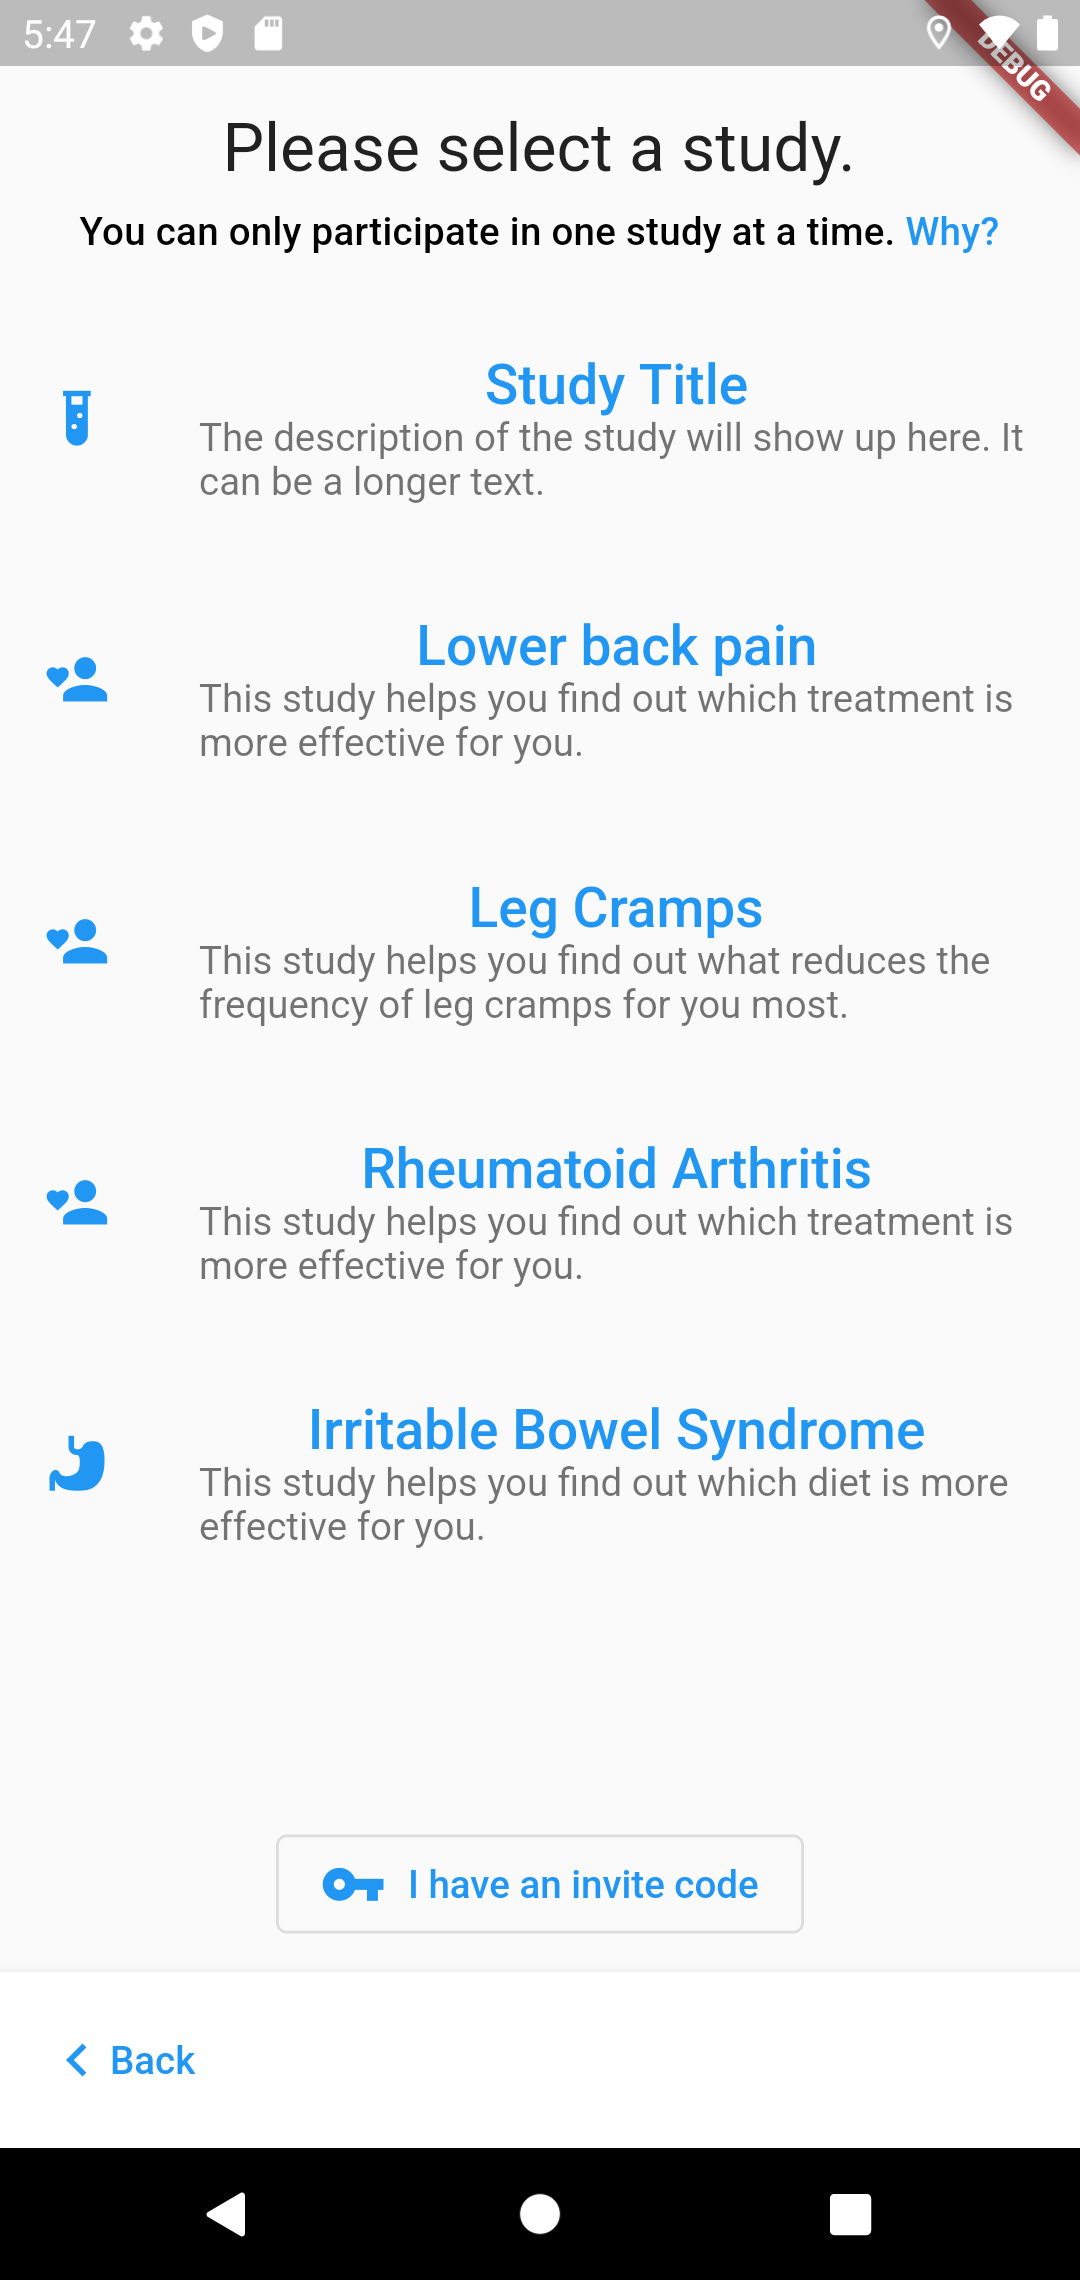 5:47
DEBUG
Please select a study.
You can only participate in one study at a time. Why?
Study Title
The description of the study will show up here. It
can be a longer text.
Lower back pain
This study helps you find out which treatment is
more effective for you.
Leg Cramps
This study helps you find out what reduces the
frequency of leg cramps for you most.
Rheumatoid Arthritis
This study helps you find out which treatment is
more effective for you.
Irritable Bowel Syndrome
This study helps you find out which diet is more
effective for you.
I have an invite code
Back